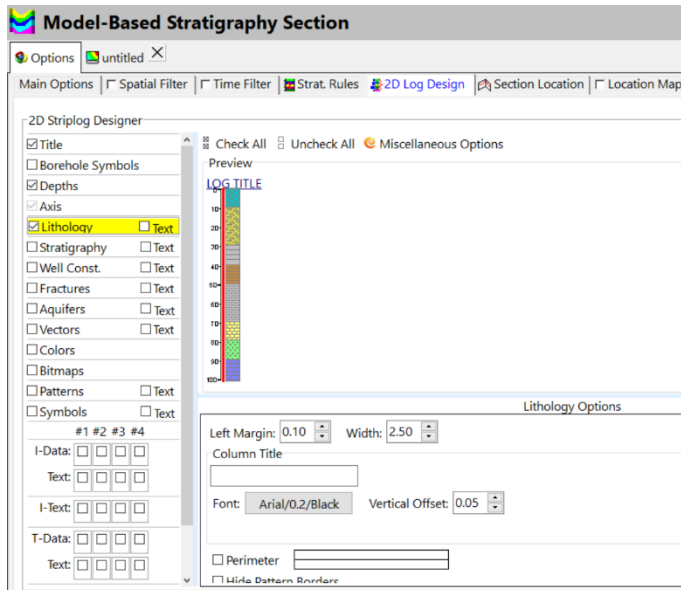 Model-Based Stratigraphy Section
Options untitled
Main Options Spatial Filter Time Filter Strat. Rules 2D Log Design Section Location Location Map
2D Striplog Designer
Title
Borehole Symbols
Depths
Axis
Lithology Text
Stratigraphy Text
Well Const. Text
Fractures Text
Aquifers Text
Vectors Text
Colors
Bitmaps
Patterns Text
Symbols Text
#1 #2 #3 #4
I-Data:
Text:
I-Text:
T-Data:
Text:
Check All Uncheck All Miscellaneous Options
Preview
LOG TITLE
0
10
20
30
40
50
60
70
80
90
100
Lithology Options
Left Margin: 0.10 Width: 2.50
Column Title
Font: Arial/0.2/Black Vertical Offset: 0.05
Perimeter
Hide Pattern Borders